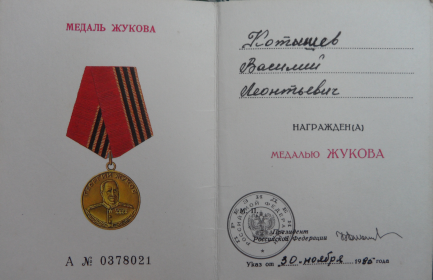 МЕДАЛЬ ЖУКОВА
А № 0378021
Котышев
Василий
Леонтьевич
НАГРАЖДЕН(А)
МЕДАЛЬЮ ЖУКОВА
М. П.
Президент
Российской Федерации
Указ от 30 ноября 1995 года